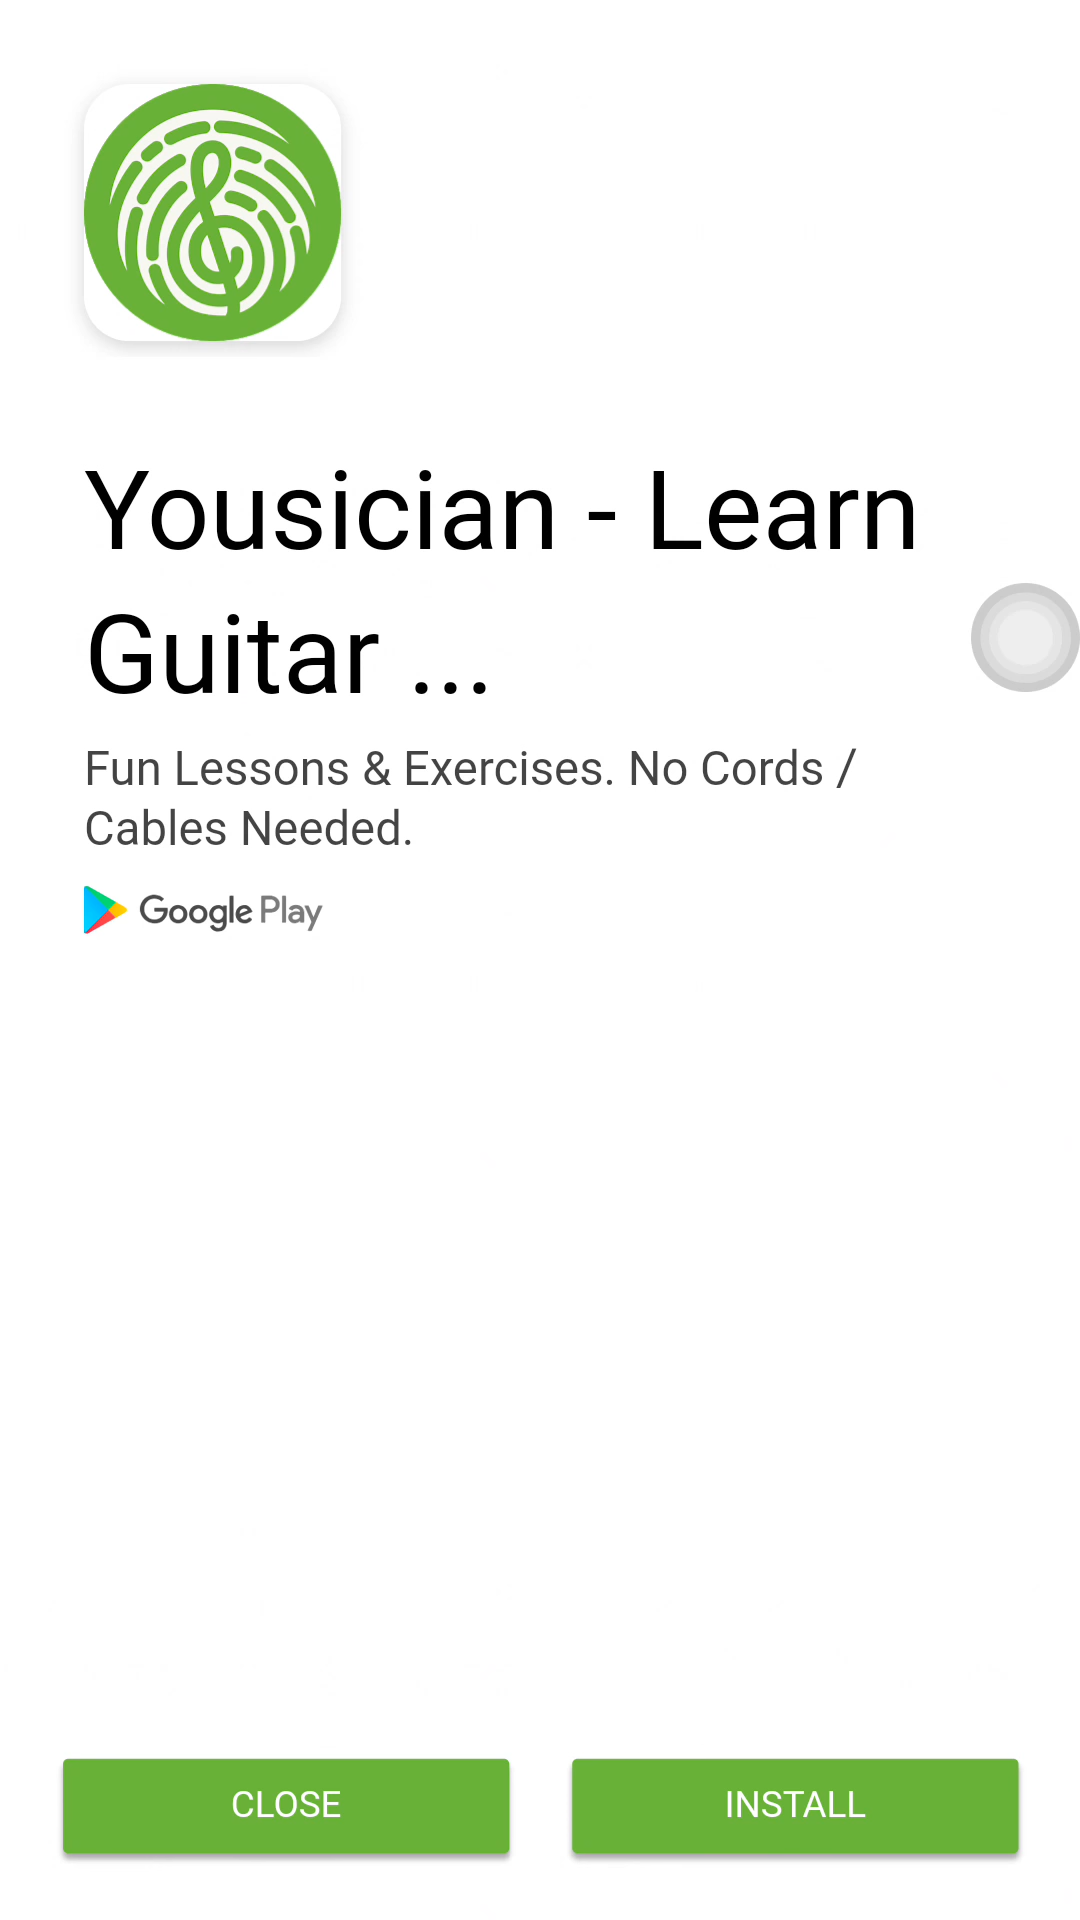 Yousician - Learn
Guitar ...
Fun Lessons & Exercises. No Cords /
Cables Needed.
Google Play
CLOSE
INSTALL